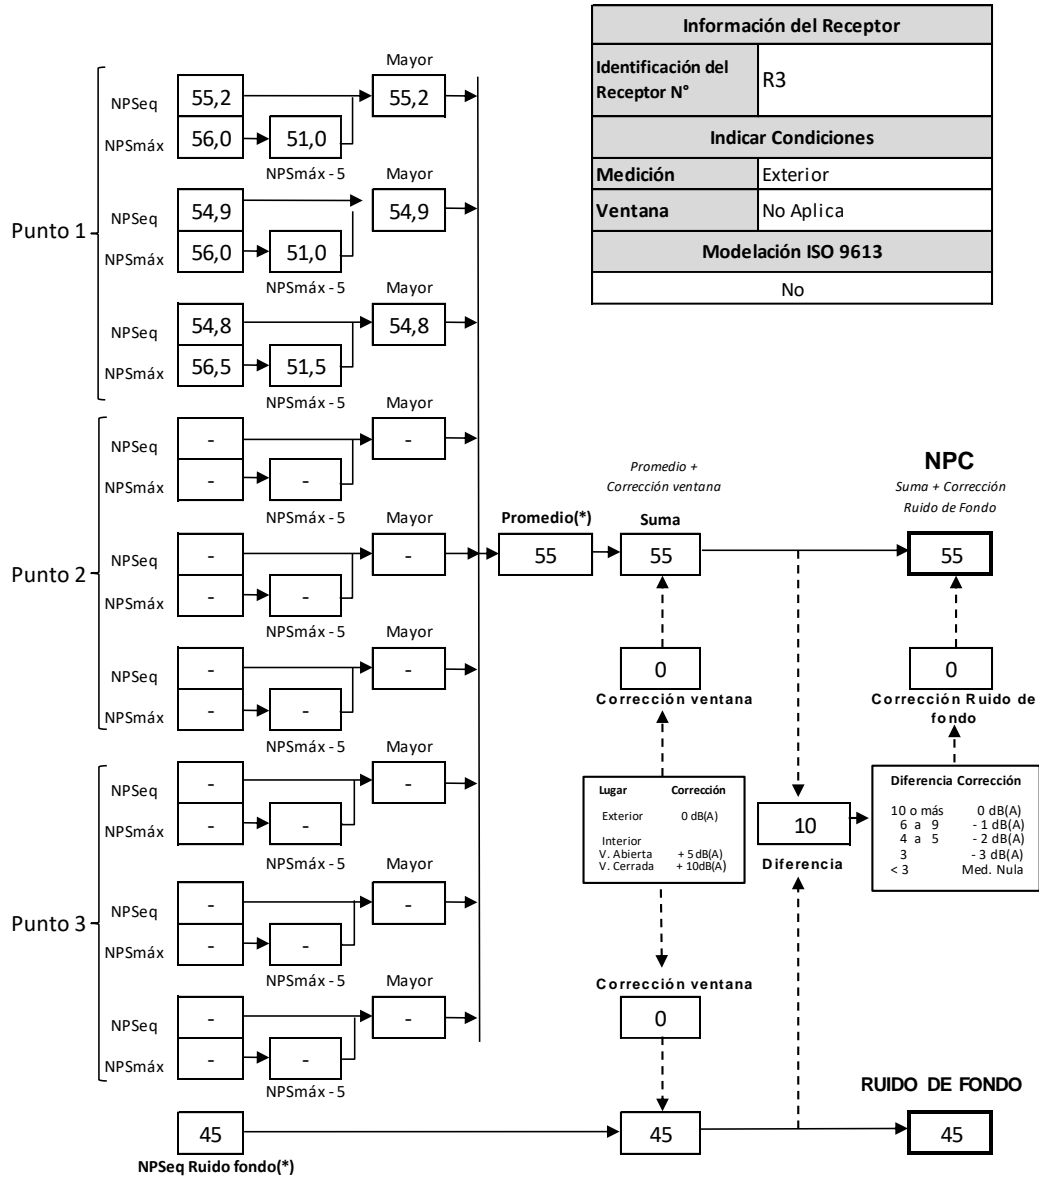 Información del Receptor
Identificación del
Receptor N°
R3
Indicar Condiciones
Medición
Exterior
Ventana
No Aplica
Modelación ISO 9613
No
Punto 1
Mayor
NPSeq
55,2
55,2
NPSmáx
56,0
51,0
NPSmáx - 5
Mayor
NPSeq
54,9
54,9
NPSmáx
56,0
51,0
NPSmáx - 5
Mayor
NPSeq
54,8
54,8
NPSmáx
56,5
51,5
NPSmáx - 5
Punto 2
Mayor
NPSeq
-
-
NPSmáx
-
-
NPSmáx - 5
Mayor
NPSeq
-
-
NPSmáx
-
-
NPSmáx - 5
Mayor
NPSeq
-
-
NPSmáx
-
-
NPSmáx - 5
Punto 3
Mayor
NPSeq
-
-
NPSmáx
-
-
NPSmáx - 5
Mayor
NPSeq
-
-
NPSmáx
-
-
NPSmáx - 5
Mayor
NPSeq
-
-
NPSmáx
-
-
NPSmáx - 5
Promedio(*)
55
Promedio +
Corrección ventana
Suma
55
0
Corrección ventana
NPC
Suma + Corrección
Ruido de Fondo
55
0
Corrección Ruido de
fondo
Lugar Corrección
Exterior 0 dB(A)
Interior
V. Abierta + 5 dB(A)
V. Cerrada + 10dB(A)
10
Diferencia
Diferencia Corrección
10 o más 0 dB(A)
6 a 9 - 1 dB(A)
4 a 5 - 2 dB(A)
3 - 3 dB(A)
< 3 Med. Nula
Corrección ventana
0
RUIDO DE FONDO
45
45
45
NPSeq Ruido fondo(*)